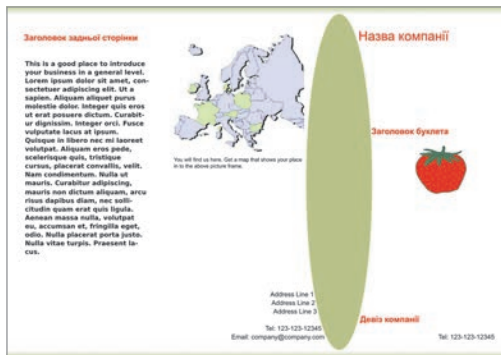 Заголовок задньої сторінки
This is a good place to introduce
your business in a general level.
Lorem ipsum dolor sit amet, con-
sectetuer adipiscing elit. Ut a
sapien. Aliquam aliquet purus
molestie dolor. Integer quis eros
ut erat posuere dictum. Curabit-
ur dignissim. Integer orci. Fusce
vulputate lacus at ipsum.
Quisque in libero nec mi laoreet
volutpat. Aliquam eros pede,
scelerisque quis, tristique
cursus, placerat convallis, velit.
Nam condimentum. Nulla ut
mauris. Curabitur adipiscing,
mauris non dictum aliquam, arcu
risus dapibus diam, nec solli-
citudin quam erat quis ligula.
Aenean massa nulla, volutpat
eu, accumsan et, fringilla eget,
odio. Nulla placerat porta justo.
Nulla vitae turpis. Praesent la-
cus.
You will find us here. Get a map that shows your place
in to the above picture frame.
Address Line 1
Address Line 2
Address Line 3
Tel: 123-123-12345
Email: company@company.com
Назва компанії
Заголовок буклета
Девіз компанії
Tel: 123-123-12345